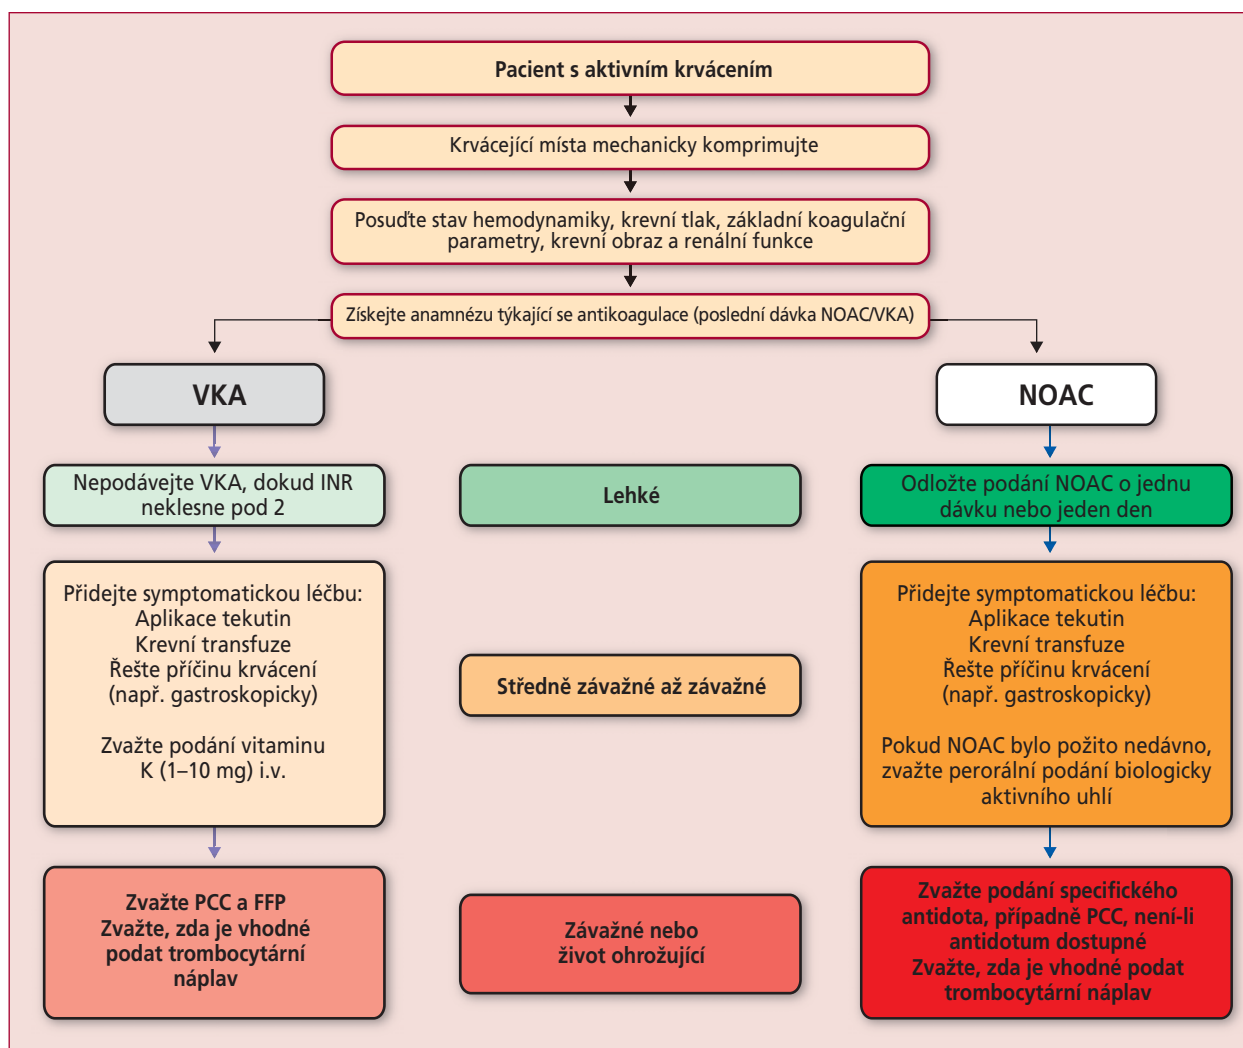 Pacient s aktivním krvácením
Krvácející místa mechanicky komprimujte
Posuďte stav hemodynamiky, krevní tlak, základní koagulační
parametry, krevní obraz a renální funkce
Získejte anamnézu týkající se antikoagulace (poslední dávka NOAC/VKA)
VKA
NOAC
Nepodávejte VKA, dokud INR
neklesne pod 2
Lehké
Odložte podání NOAC o jednu
dávku nebo jeden den
Přidejte symptomatickou léčbu:
Aplikace tekutin
Krevní transfuze
Řešte příčinu krvácení
(např. gastroskopicky)
Zvažte podání vitaminu
K (1–10 mg) i.v.
Středně závažné až závažné
Přidejte symptomatickou léčbu:
Aplikace tekutin
Krevní transfuze
Řešte příčinu krvácení
(např. gastroskopicky)
Pokud NOAC bylo požito nedávno,
zvažte perorální podání biologicky
aktivního uhlí
Zvažte PCC a FFP
Zvažte, zda je vhodné
podat trombocytární
náplav
Závažné nebo
život ohrožující
Zvažte podání specifického
antidota, případně PCC, není-li
antidotum dostupné
Zvažte, zda je vhodné podat
trombocytární náplav